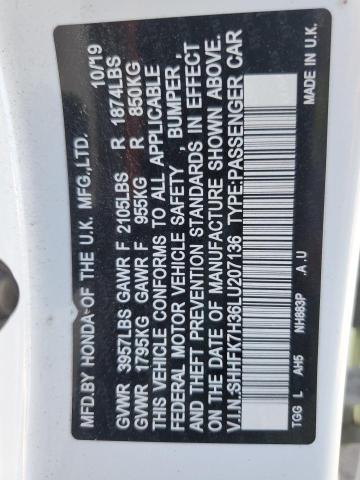 MFD.BY HONDA OF THE U.K. MFG.,LTD. 10/19
GVWR 3957LBS GAWR F 2105LBS R 1874LBS
GVWR 1795KG GAWR F 955KG R 850KG
THIS VEHICLE CONFORMS TO ALL APPLICABLE
FEDERAL MOTOR VEHICLE SAFETY , BUMPER ,
AND THEFT PREVENTION STANDARDS IN EFFECT
ON THE DATE OF MANUFACTURE SHOWN ABOVE.
V.I.N.:SHHFK7H36LU207136 TYPE:PASSENGER CAR
TGG L AH5 NH883P .A .U MADE IN U.K.